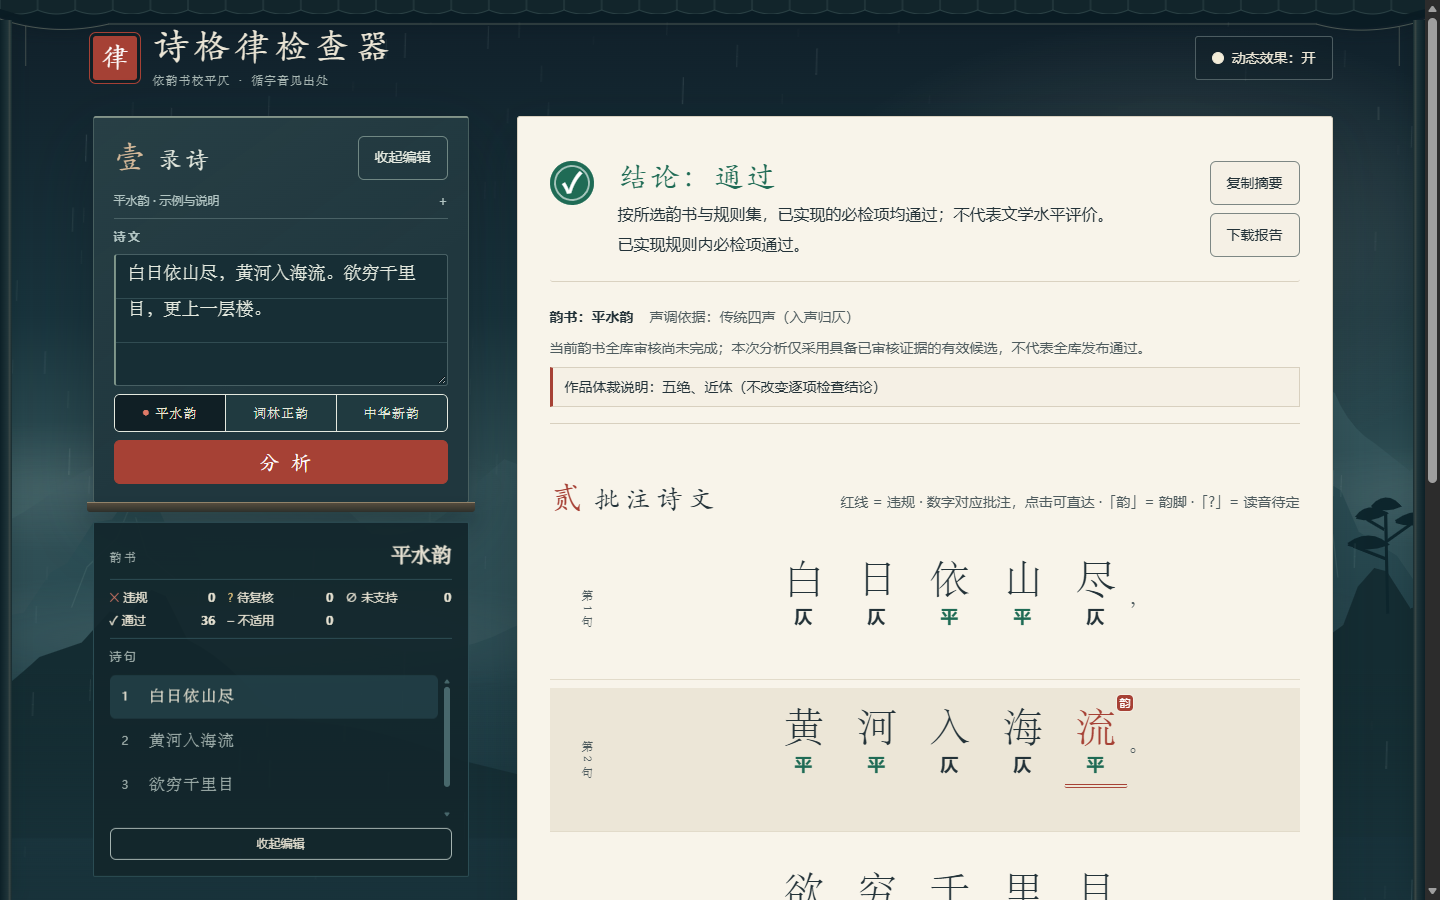 律
诗格律检查器
依韵书校平仄 · 循字音见出处
动态效果：开
壹 录诗
收起编辑
平水韵 · 示例与说明 +
诗文
白日依山尽，黄河入海流。欲穷千里
目，更上一层楼。
平水韵 词林正韵 中华新韵
分析
韵书 平水韵
× 违规 0 ? 待复核 0 ∅ 未支持 0
✓ 通过 36 – 不适用 0
诗句
1 白日依山尽
2 黄河入海流
3 欲穷千里目
收起编辑
结论：通过
按所选韵书与规则集，已实现的必检项均通过；不代表文学水平评价。
已实现规则内必检项通过。
复制摘要
下载报告
韵书：平水韵 声调依据：传统四声（入声归仄）
当前韵书全库审核尚未完成；本次分析仅采用具备已审核证据的有效候选，不代表全库发布通过。
作品体裁说明：五绝、近体（不改变逐项检查结论）
贰 批注诗文
红线 = 违规 · 数字对应批注，点击可直达 ·「韵」= 韵脚 ·「?」= 读音待定
第1句
白日依山尽，
仄仄平平仄
第2句
黄河入海流。
韵
平平仄仄平
欲穷千里目